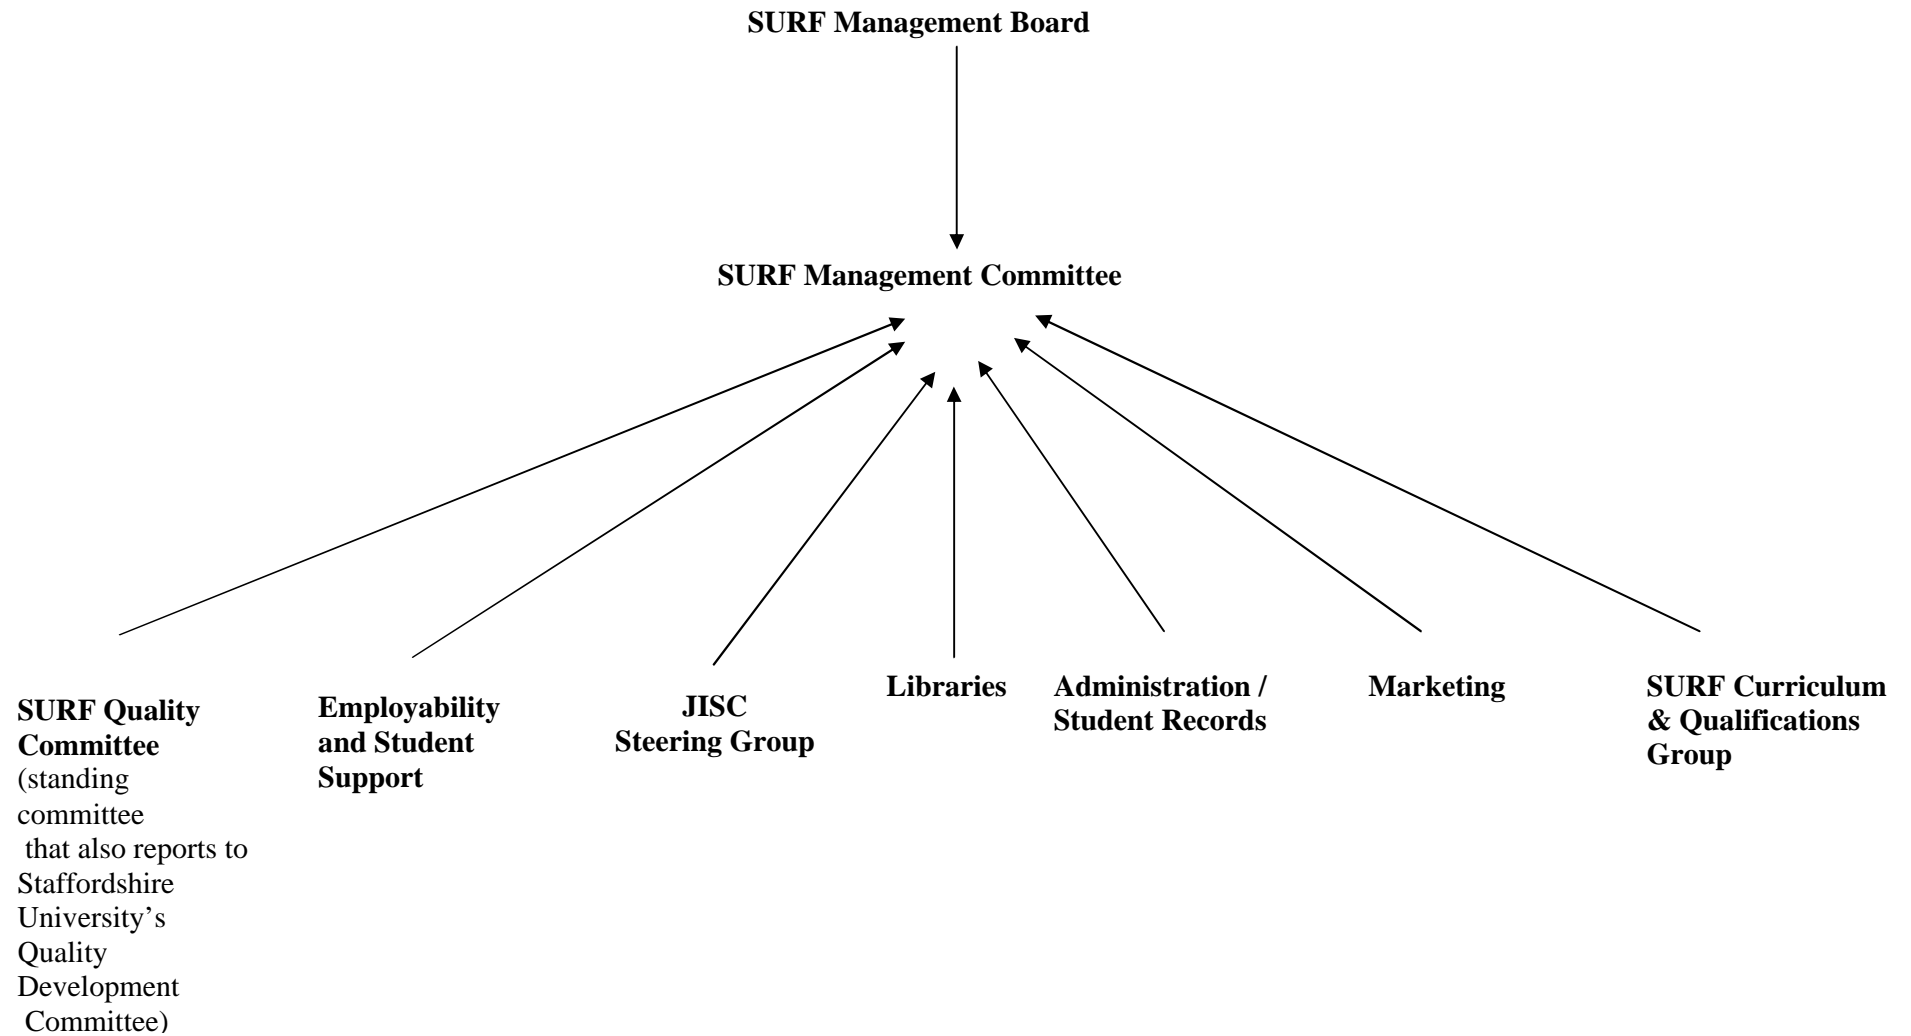 SURF Management Board
SURF Management Committee
SURF Quality
Committee
(standing
committee
that also reports to
Staffordshire
University’s
Quality
Development
Committee)
Employability
and Student
Support
JISC
Steering Group
Libraries
Administration /
Student Records
Marketing
SURF Curriculum
& Qualifications
Group